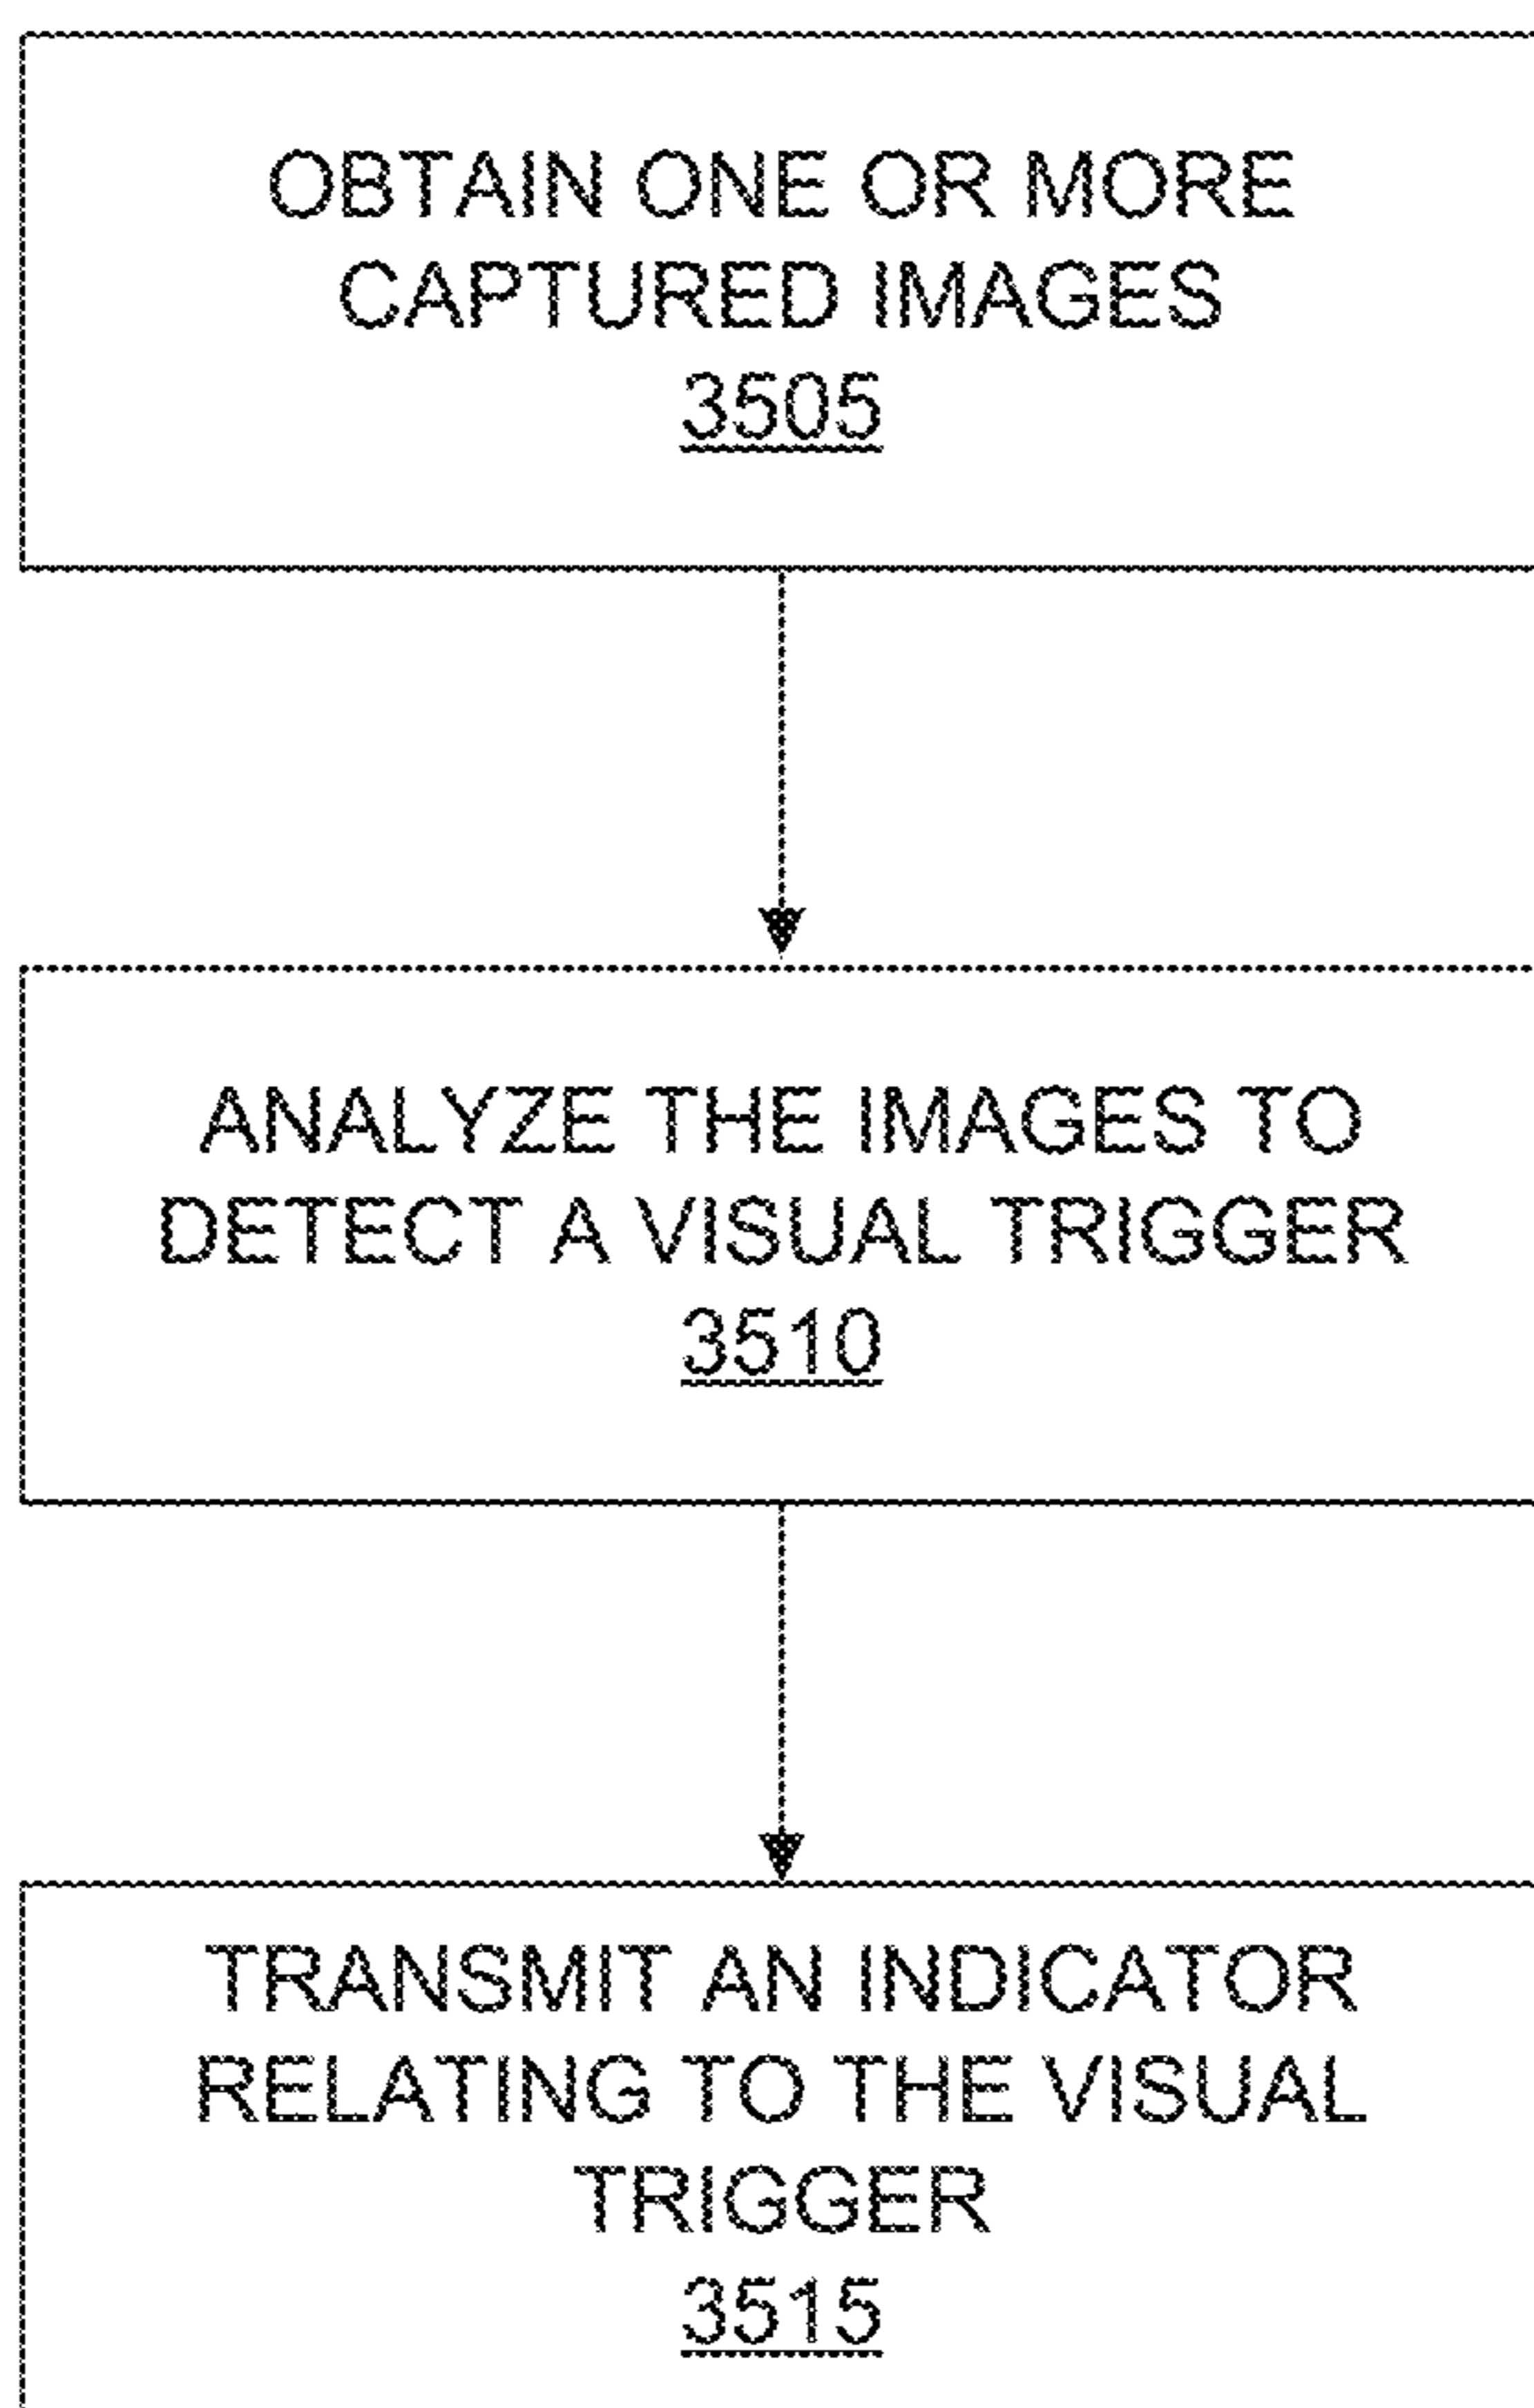 OBTAIN ONE OR MORE
CAPTURED IMAGES
3505
ANALYZE THE IMAGES TO
DETECT A VISUAL TRIGGER
3510
TRANSMIT AN INDICATOR
RELATING TO THE VISUAL
TRIGGER
3515